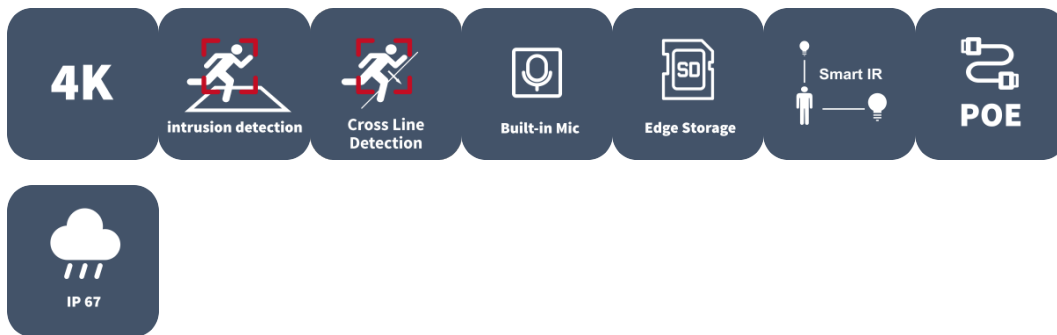 4K
intrusion detection
Cross Line
Detection
Built-in Mic
SD
Edge Storage
Smart IR
POE
IP 67